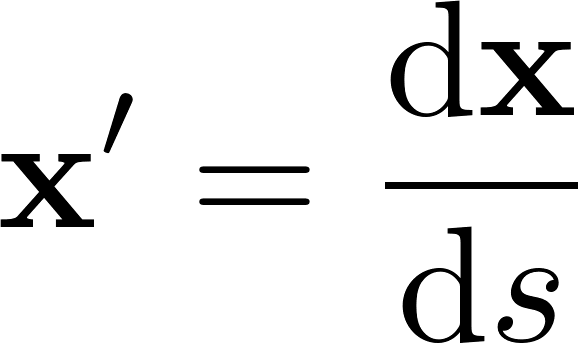 𝐱′ = d𝐱/d𝑠